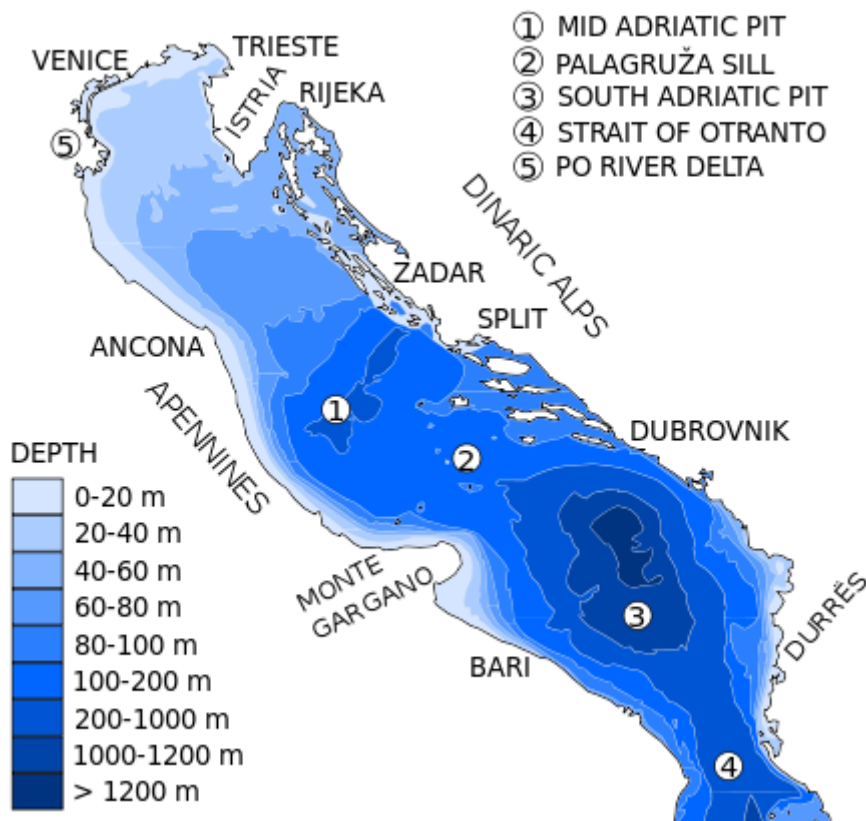 ① MID ADRIATIC PIT
② PALAGRUŽA SILL
③ SOUTH ADRIATIC PIT
④ STRAIT OF OTRANTO
⑤ PO RIVER DELTA
VENICE
TRIESTE
ISTRIA
RIJEKA
⑤
DINARIC ALPS
ZADAR
SPLIT
ANCONA
①
APENNINES
②
DUBROVNIK
MONTE
GARGANO
③
DURRËS
BARI
④
DEPTH
0-20 m
20-40 m
40-60 m
60-80 m
80-100 m
100-200 m
200-1000 m
1000-1200 m
> 1200 m